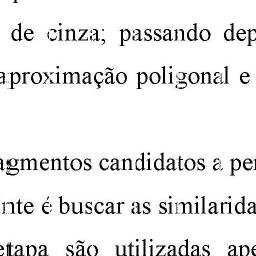 de cinza; passando dep
aproximação poligonal e
agmentos candidatos a per
nte é buscar as similarida
etapa são utilizadas ape